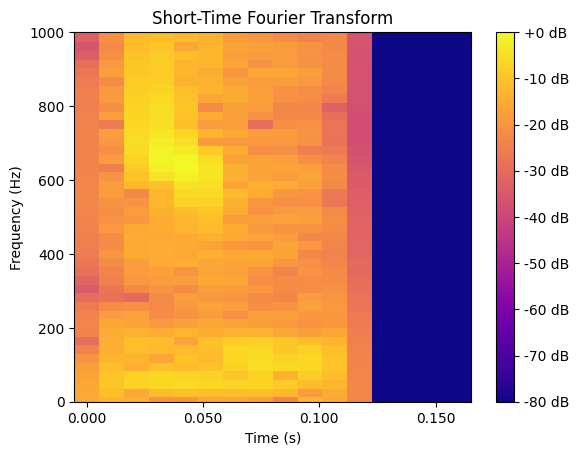 Short-Time Fourier Transform
1000
800
600
400
200
0
Frequency (Hz)
0.000
0.050
0.100
0.150
Time (s)
+0 dB
-10 dB
-20 dB
-30 dB
-40 dB
-50 dB
-60 dB
-70 dB
-80 dB